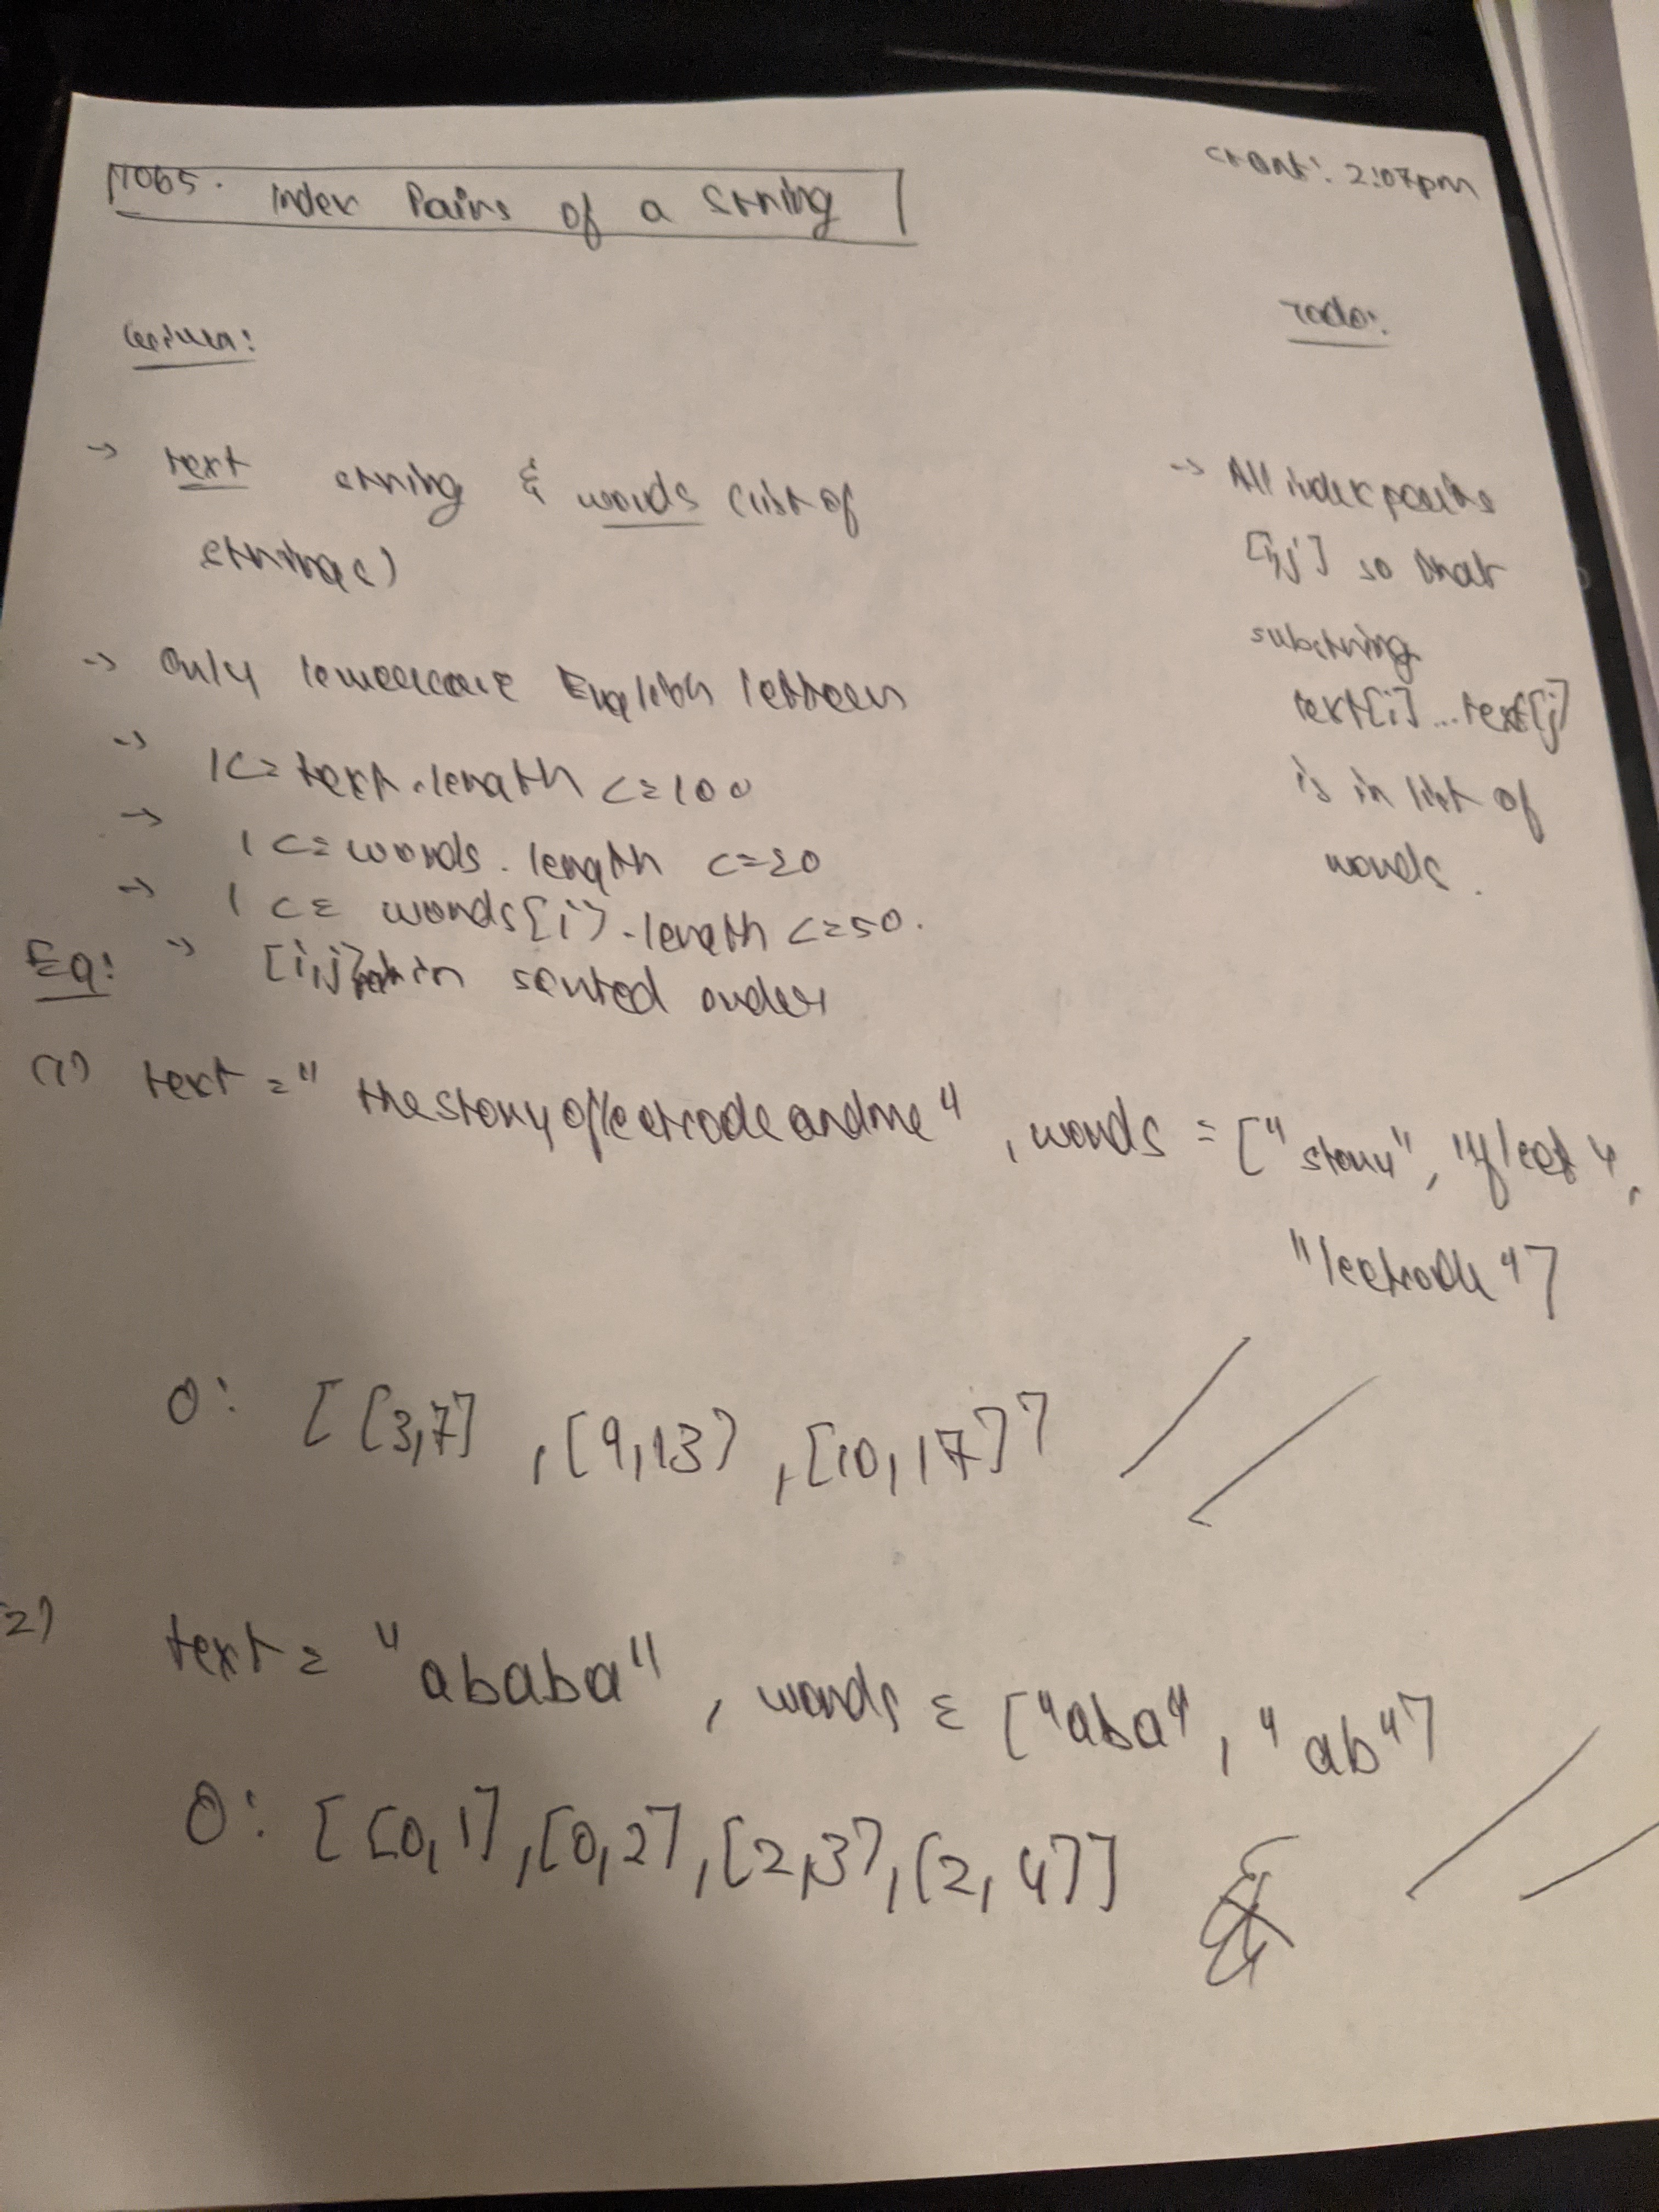 1065. Index Pairs of a String
start: 2:07pm
Given:
→ text string & words (list of
strings)
→ Only lowercase English letters
→ 1<=text.length <=100
→ 1<=words.length <=20
→ 1<= words[i].length <=50.
→ [i,j] in sorted order
Todo:
→ All index pairs
[i,j] so that
substring
text[i]...text[j]
is in list of
words.
Eg:
(1) text = "thestoryofleetcodeandme", words = ["story", "fleet",
"leetcode"]
O: [[3,7],[9,13],[10,17]]
2) text = "ababa", words = ["aba", "ab"]
O: [[0,1],[0,2],[2,3],[2,4]]